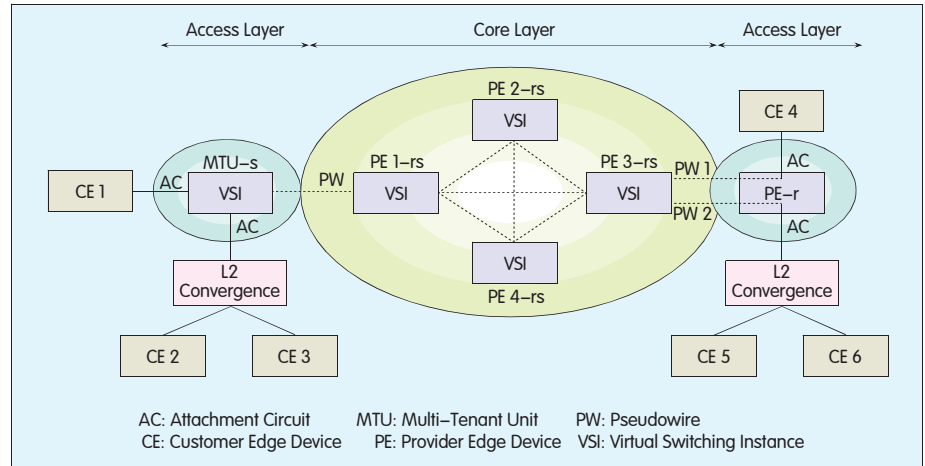 Access Layer
Core Layer
Access Layer
PE 2–rs
VSI
CE 4
MTU–s
PE 1–rs
PE 3–rs
PW 1
AC
CE 1
AC
VSI
PW
VSI
VSI
PE–r
PW 2
AC
AC
VSI
L2
Convergence
L2
Convergence
PE 4–rs
CE 2
CE 3
CE 5
CE 6
AC: Attachment Circuit MTU: Multi–Tenant Unit PW: Pseudowire
CE: Customer Edge Device PE: Provider Edge Device VSI: Virtual Switching Instance